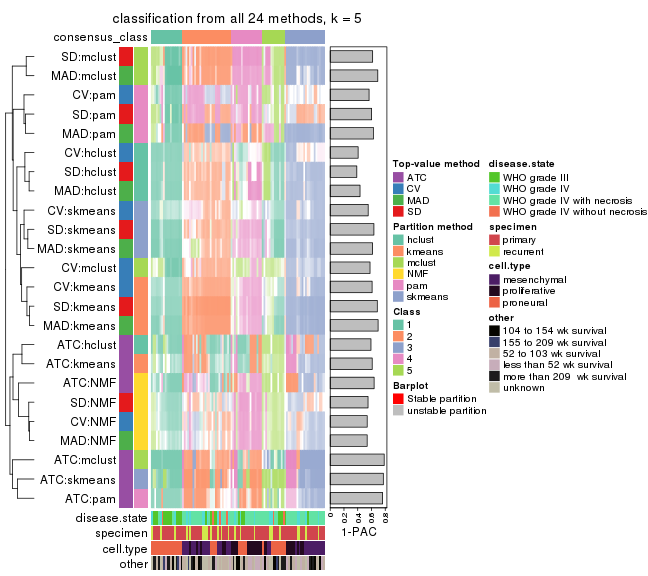 classification from all 24 methods, k = 5
consensus_class
SD:mclust
MAD:mclust
CV:pam
SD:pam
MAD:pam
CV:hclust
SD:hclust
MAD:hclust
CV:skmeans
SD:skmeans
MAD:skmeans
CV:mclust
CV:kmeans
SD:kmeans
MAD:kmeans
ATC:hclust
ATC:kmeans
ATC:NMF
SD:NMF
CV:NMF
MAD:NMF
ATC:mclust
ATC:skmeans
ATC:pam
disease.state
specimen
cell.type
other
0
0.2
0.4
0.6
0.8
1-PAC
Top-value method
ATC
CV
MAD
SD
Partition method
hclust
kmeans
mclust
NMF
pam
skmeans
Class
1
2
3
4
5
Barplot
Stable partition
unstable partition
disease.state
WHO grade III
WHO grade IV
WHO grade IV with necrosis
WHO grade IV without necrosis
specimen
primary
recurrent
cell.type
mesenchymal
proliferative
proneural
other
104 to 154 wk survival
155 to 209 wk survival
52 to 103 wk survival
less than 52 wk survival
more than 209  wk survival
unknown